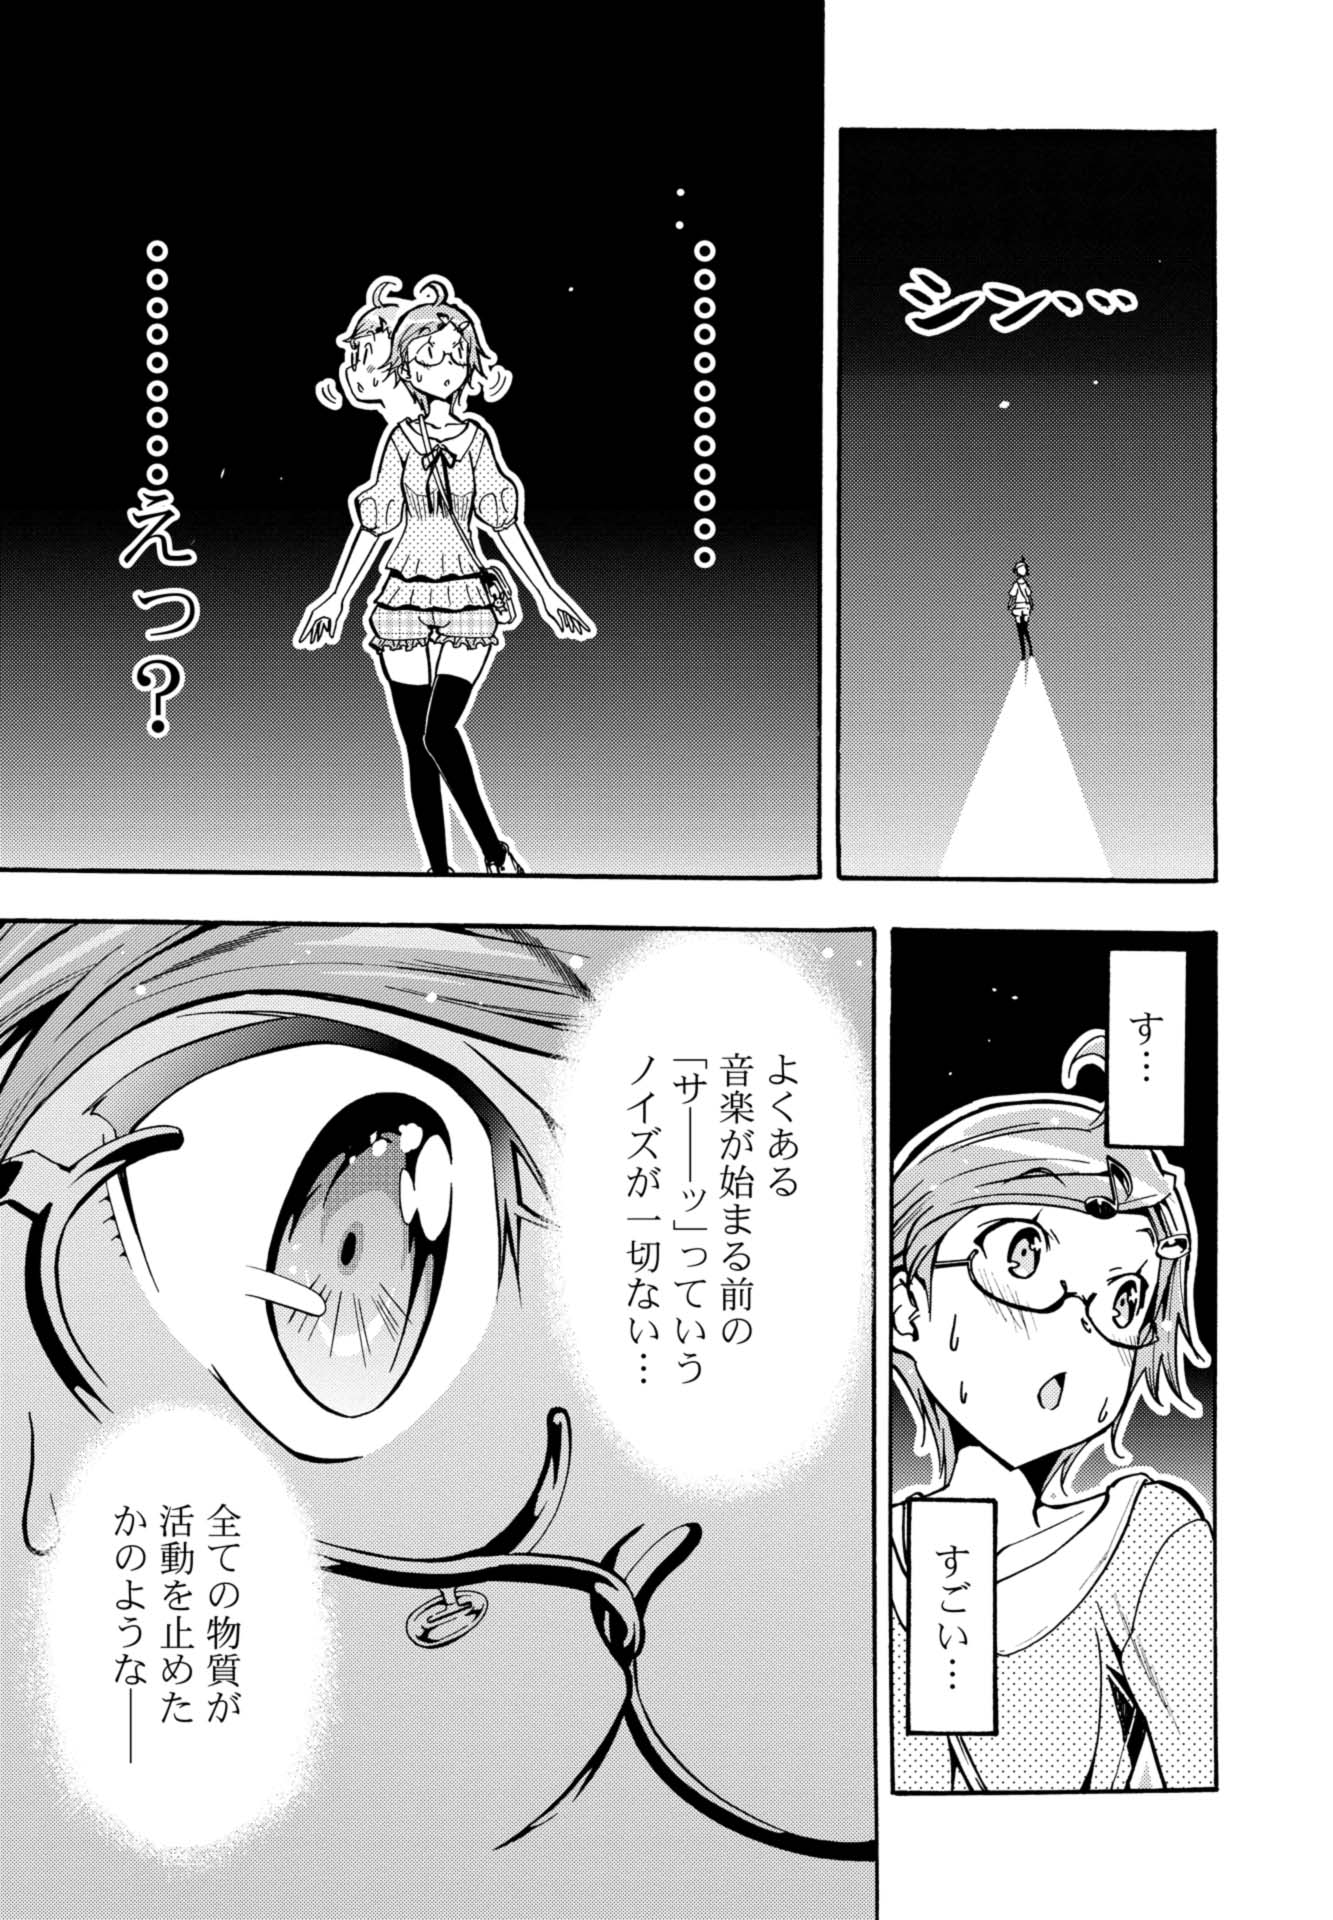 シン…
…………
…………えっ？
す…
すごい…
よくある
音楽が始まる前の
「サ――ッ」っていう
ノイズが一切ない…
全ての物質が
活動を止めた
かのような――